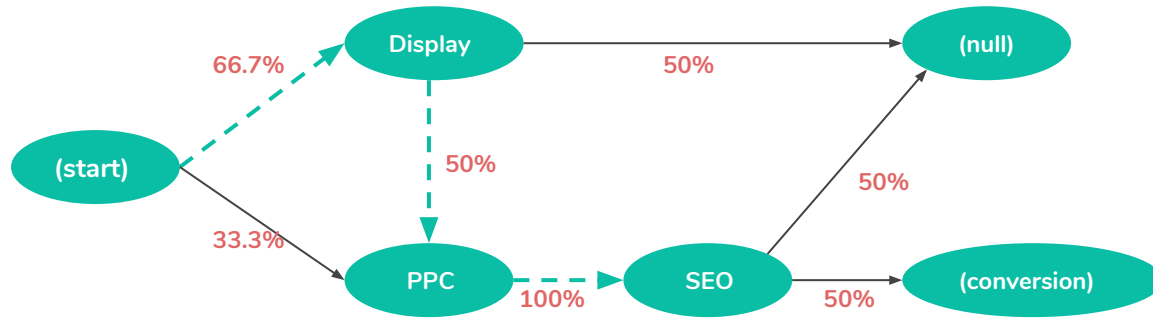 Display
(null)
66.7%
50%
(start)
50%
50%
33.3%
PPC
SEO
(conversion)
100%
50%